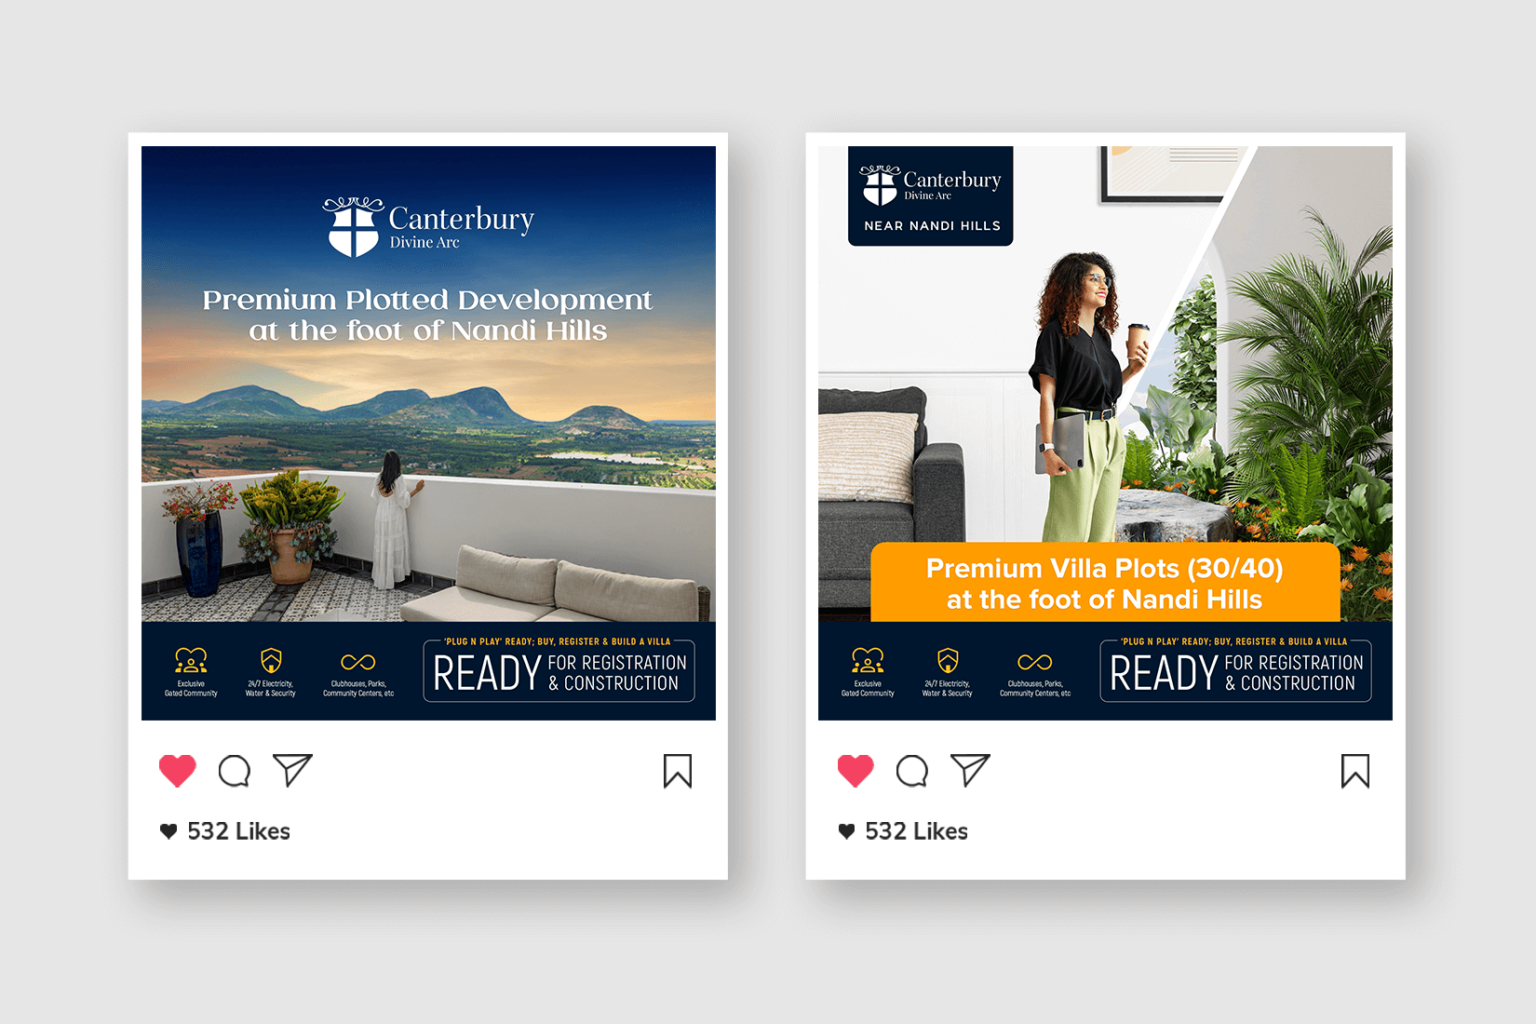 Canterbury
Divine Arc
Premium Plotted Development
at the foot of Nandi Hills
Exclusive
Gated Community
24/7 Electricity,
Water & Security
Clubhouses, Parks,
Community Centers, etc
'PLUG N PLAY' READY; BUY, REGISTER & BUILD A VILLA
READY FOR REGISTRATION
& CONSTRUCTION
532 Likes
Canterbury
Divine Arc
NEAR NANDI HILLS
Premium Villa Plots (30/40)
at the foot of Nandi Hills
Exclusive
Gated Community
24/7 Electricity,
Water & Security
Clubhouses, Parks,
Community Centers, etc
'PLUG N PLAY' READY; BUY, REGISTER & BUILD A VILLA
READY FOR REGISTRATION
& CONSTRUCTION
532 Likes